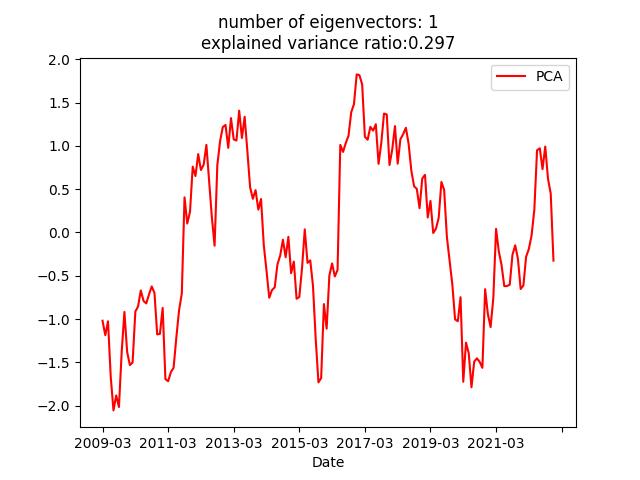 number of eigenvectors: 1
explained variance ratio:0.297
PCA
2.0
1.5
1.0
0.5
0.0
−0.5
−1.0
−1.5
−2.0
2009-03 2011-03 2013-03 2015-03 2017-03 2019-03 2021-03
Date